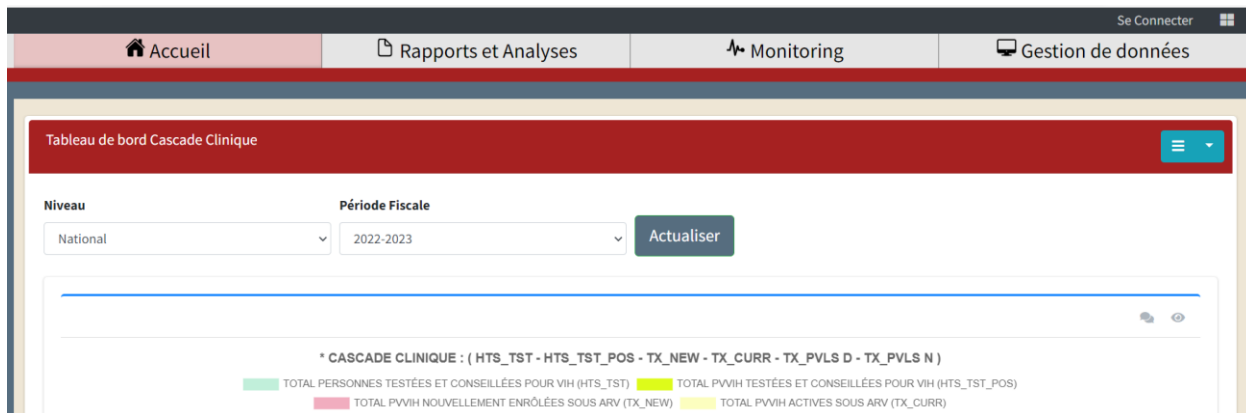 Se Connecter
Accueil Rapports et Analyses Monitoring Gestion de données
Tableau de bord Cascade Clinique
Niveau Période Fiscale
National 2022-2023 Actualiser
* CASCADE CLINIQUE : ( HTS_TST - HTS_TST_POS - TX_NEW - TX_CURR - TX_PVLS D - TX_PVLS N )
TOTAL PERSONNES TESTÉES ET CONSEILLÉES POUR VIH (HTS_TST) TOTAL PVVIH TESTÉES ET CONSEILLÉES POUR VIH (HTS_TST_POS)
TOTAL PVVIH NOUVELLEMENT ENRÔLÉES SOUS ARV (TX_NEW) TOTAL PVVIH ACTIVES SOUS ARV (TX_CURR)